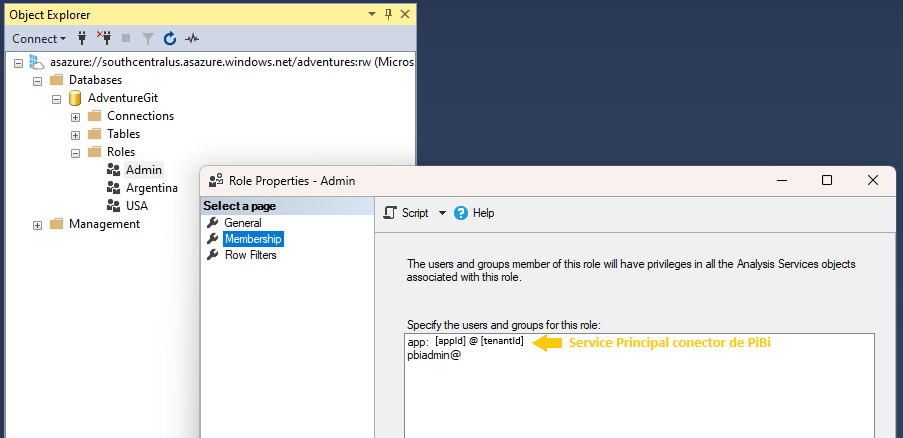 Object Explorer
Connect
asazure://southcentralus.asazure.windows.net/adventures:rw (Micros
Databases
AdventureGit
Connections
Tables
Roles
Admin
Argentina
USA
Management
Role Properties - Admin
Select a page
General
Membership
Row Filters
Script
Help
The users and groups member of this role will have privileges in all the Analysis Services objects
associated with this role.
Specify the users and groups for this role:
app: [appId] @ [tenantId]
Service Principal conector de PiBi
pbiadmin@